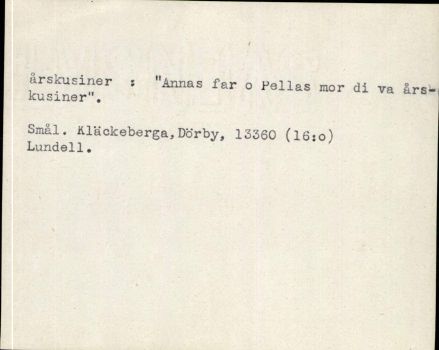 årskusiner : "Annas far o Pellas mor di va års-
kusiner".
Smål. Kläckeberga,Dörby, 13360 (16:o)
Lundell.